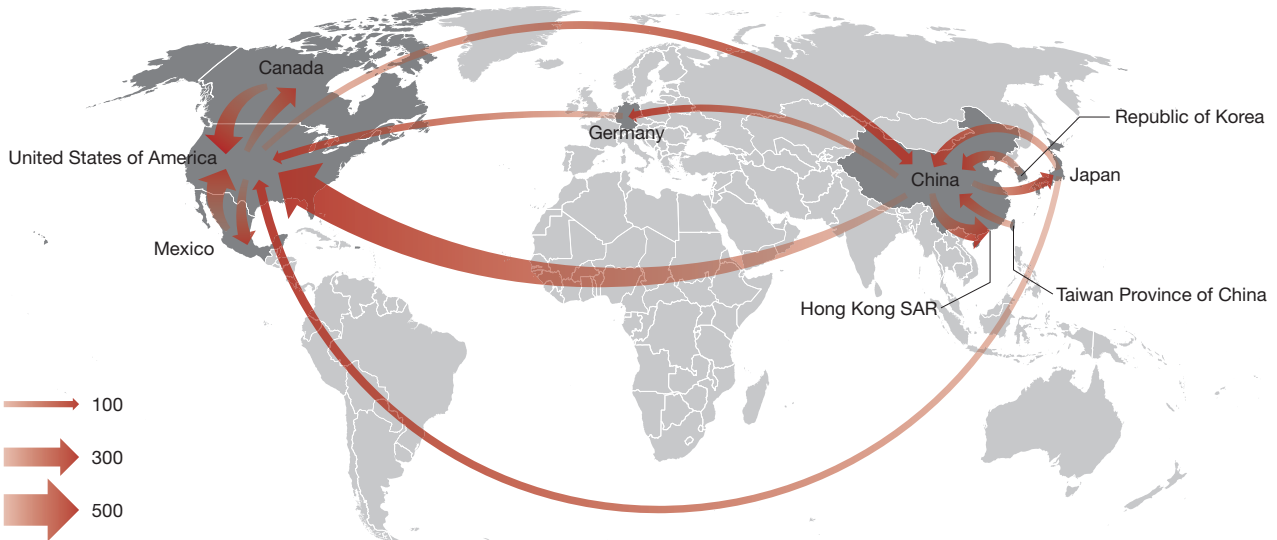 Canada
Republic of Korea
Germany
United States of America
Japan
China
Mexico
Taiwan Province of China
Hong Kong SAR
100
300
500